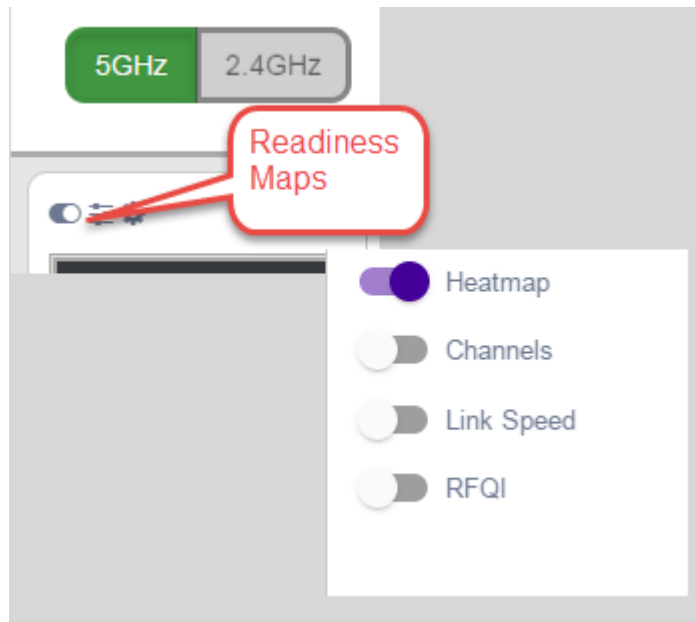 5GHz 2.4GHz
Readiness
Maps
Heatmap
Channels
Link Speed
RFQI